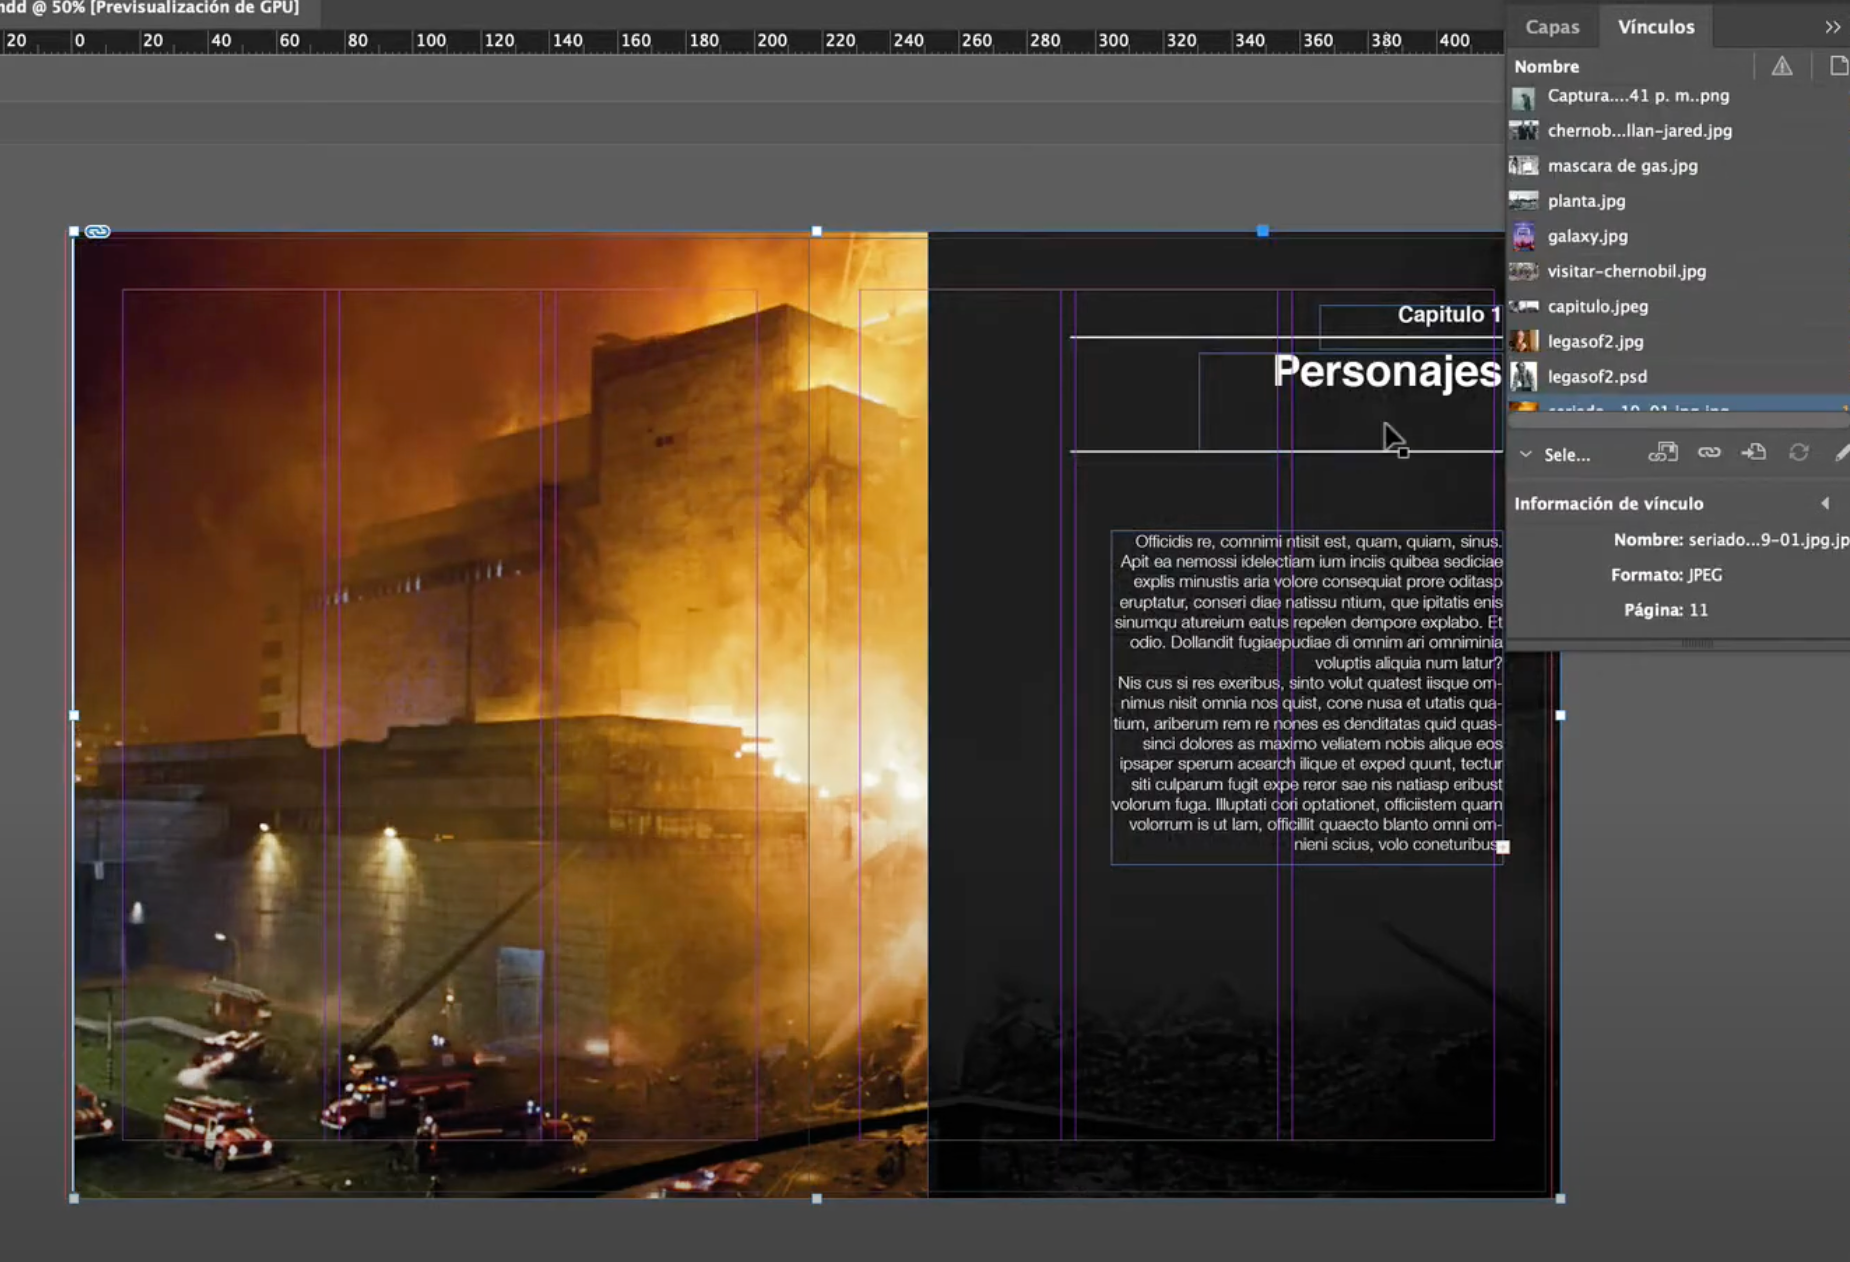 ndd @ 50% [Previsualización de GPU]
20 0 20 40 60 80 100 120 140 160 180 200 220 240 260 280 300 320 340 360 380 400
Capas Vínculos
Nombre
Captura....41 p. m..png
chernob...llan-jared.jpg
mascara de gas.jpg
planta.jpg
galaxy.jpg
visitar-chernobil.jpg
capitulo.jpeg
legasof2.jpg
legasof2.psd
Sele...
Información de vínculo
Nombre: seriado...9-01.jpg.jp
Formato: JPEG
Página: 11
Capitulo 1
Personajes
Officidis re, comnimi ntisit est, quam, quiam, sinus.
Apit ea nemossi idelectiam ium inciis quibea sediciae
explis minustis aria volore consequiat prore oditasp
eruptatur, conseri diae natissu ntium, que ipitatis enis
sinumqu atureium eatus repelen dempore explabo. Et
odio. Dollandit fugiaepudiae di omnim ari omniminia
voluptis aliquia num latur?
Nis cus si res exeribus, sinto volut quatest iisque om-
nimus nisit omnia nos quist, cone nusa et utatis qua-
tium, ariberum rem re nones es denditatas quid quas-
sinci dolores as maximo veliatem nobis alique eos
ipsaper sperum acearch ilique et exped quunt, tectur
siti culparum fugit expe reror sae nis natiasp eribust
volorum fuga. Illuptati cori optationet, officiistem quam
volorrum is ut lam, officillit quaecto blanto omni om-
nieni scius, volo coneturibus